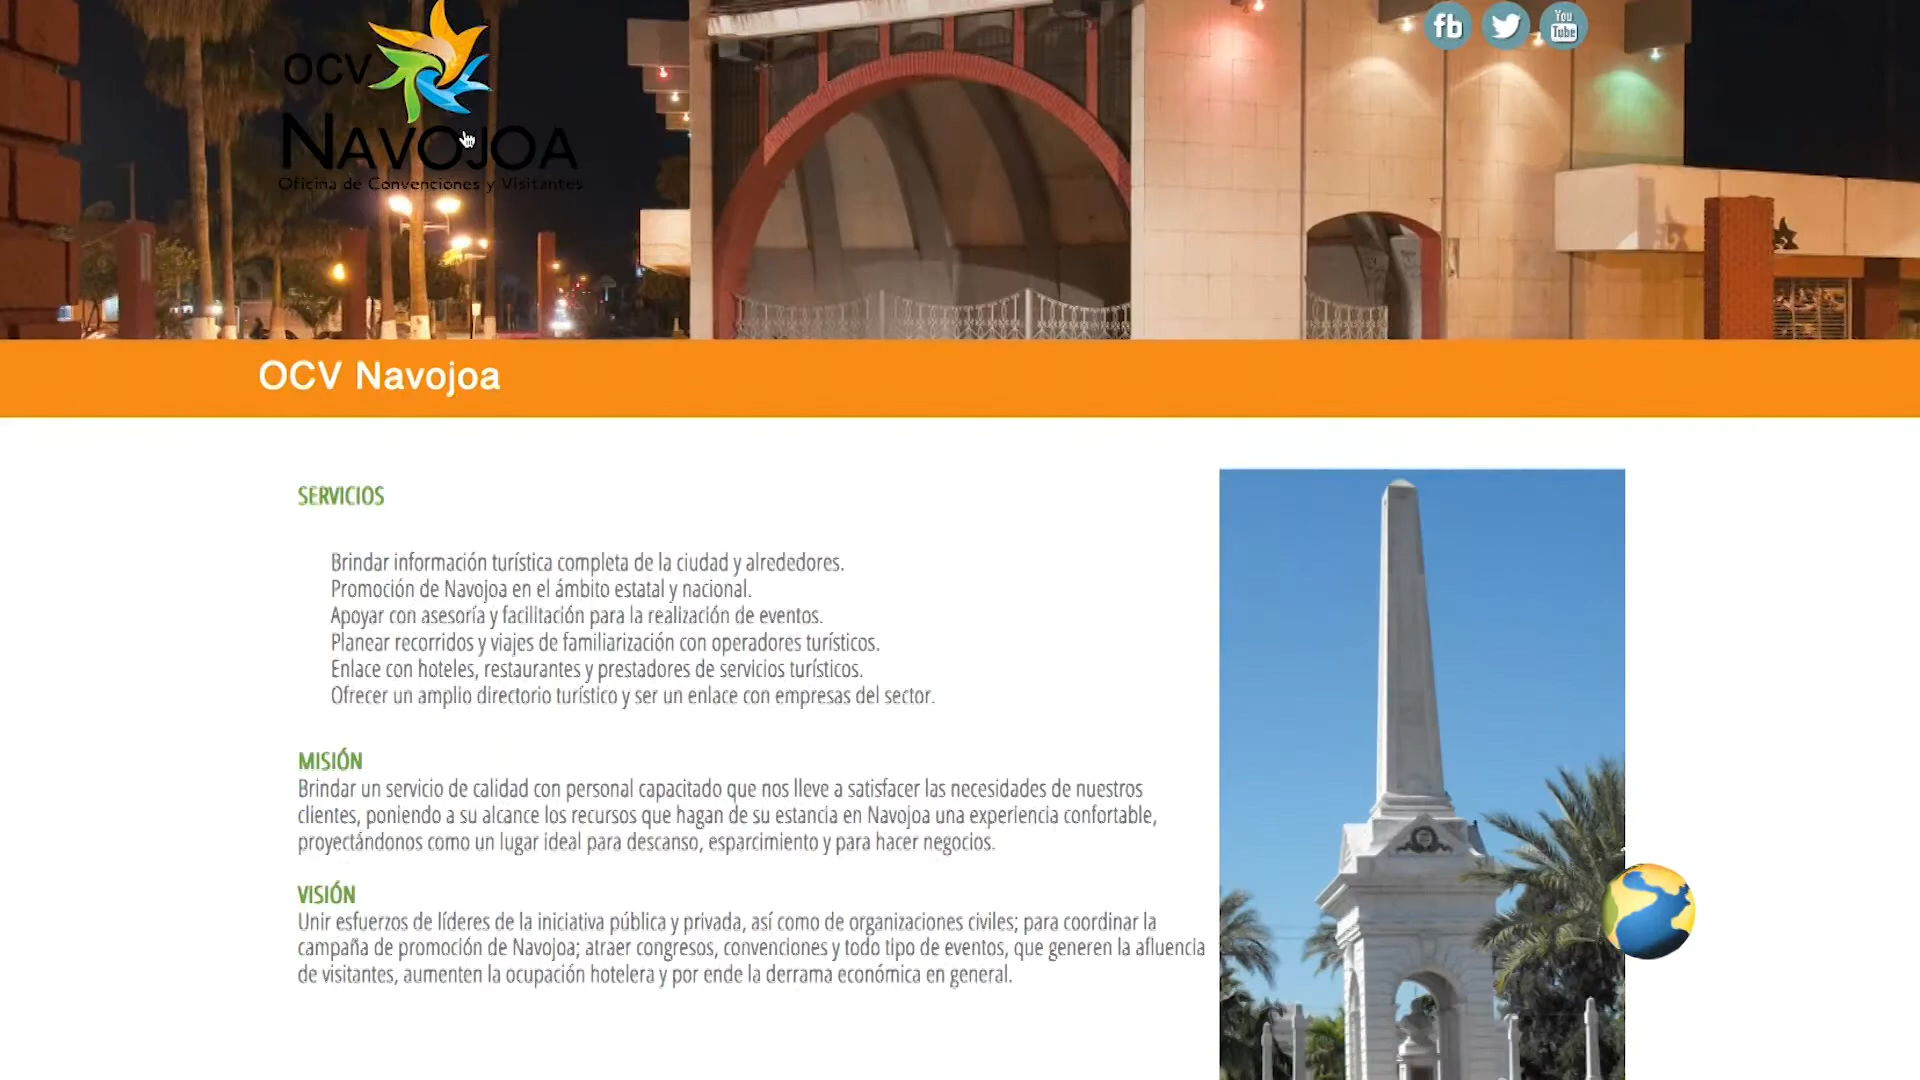 fb
You
Tube
OCV
NAVOJOA
Oficina de Convenciones y Visitantes
OCV Navojoa
SERVICIOS
Brindar información turística completa de la ciudad y alrededores.
Promoción de Navojoa en el ámbito estatal y nacional.
Apoyar con asesoría y facilitación para la realización de eventos.
Planear recorridos y viajes de familiarización con operadores turísticos.
Enlace con hoteles, restaurantes y prestadores de servicios turísticos.
Ofrecer un amplio directorio turístico y ser un enlace con empresas del sector.
MISIÓN
Brindar un servicio de calidad con personal capacitado que nos lleve a satisfacer las necesidades de nuestros
clientes, poniendo a su alcance los recursos que hagan de su estancia en Navojoa una experiencia confortable,
proyectándonos como un lugar ideal para descanso, esparcimiento y para hacer negocios.
VISIÓN
Unir esfuerzos de líderes de la iniciativa pública y privada, así como de organizaciones civiles; para coordinar la
campaña de promoción de Navojoa; atraer congresos, convenciones y todo tipo de eventos, que generen la afluencia
de visitantes, aumenten la ocupación hotelera y por ende la derrama económica en general.